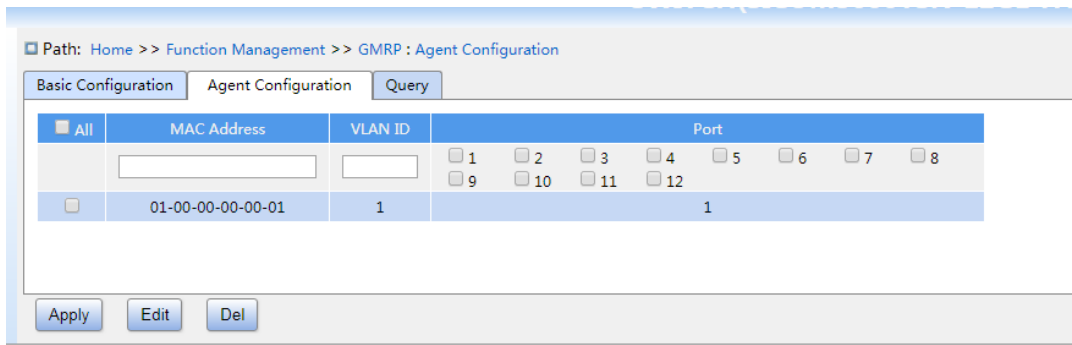 Path: Home >> Function Management >> GMRP : Agent Configuration
Basic Configuration Agent Configuration Query
All MAC Address VLAN ID Port
1 2 3 4 5 6 7 8
9 10 11 12
01-00-00-00-00-01 1 1
Apply Edit Del